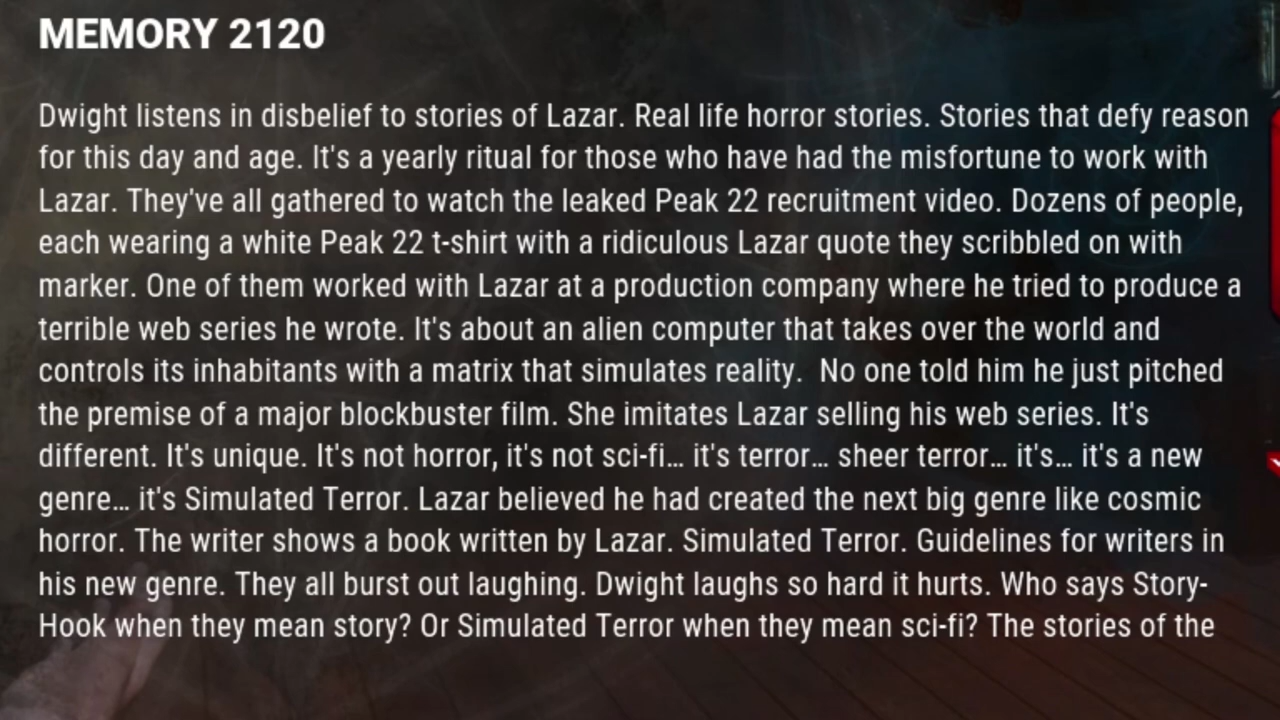 MEMORY 2120
Dwight listens in disbelief to stories of Lazar. Real life horror stories. Stories that defy reason
for this day and age. It's a yearly ritual for those who have had the misfortune to work with
Lazar. They've all gathered to watch the leaked Peak 22 recruitment video. Dozens of people,
each wearing a white Peak 22 t-shirt with a ridiculous Lazar quote they scribbled on with
marker. One of them worked with Lazar at a production company where he tried to produce a
terrible web series he wrote. It's about an alien computer that takes over the world and
controls its inhabitants with a matrix that simulates reality.  No one told him he just pitched
the premise of a major blockbuster film. She imitates Lazar selling his web series. It's
different. It's unique. It's not horror, it's not sci-fi… it's terror… sheer terror… it's… it's a new
genre… it's Simulated Terror. Lazar believed he had created the next big genre like cosmic
horror. The writer shows a book written by Lazar. Simulated Terror. Guidelines for writers in
his new genre. They all burst out laughing. Dwight laughs so hard it hurts. Who says Story-
Hook when they mean story? Or Simulated Terror when they mean sci-fi? The stories of the